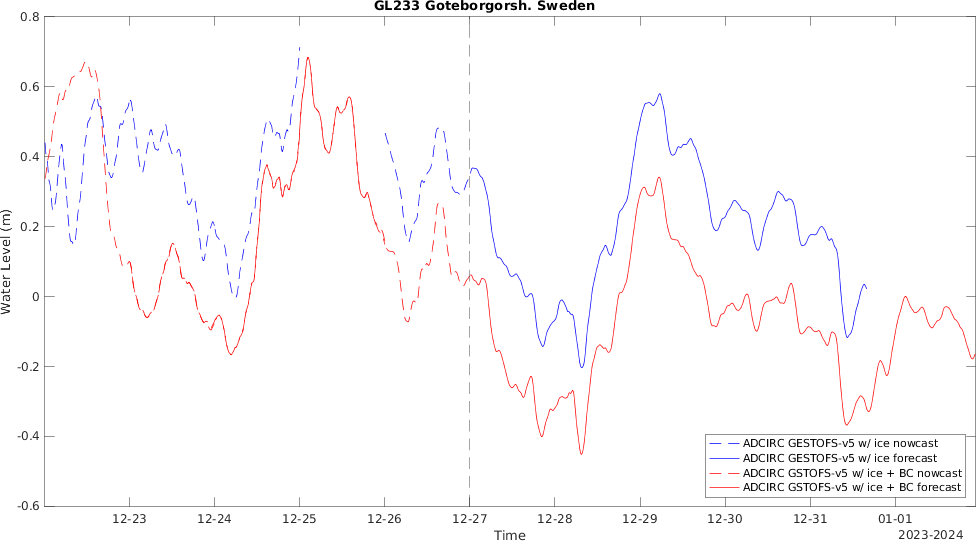 GL233 Goteborgorsh. Sweden
0.8
0.6
0.4
0.2
0
-0.2
-0.4
-0.6
Water Level (m)
12-23 12-24 12-25 12-26 12-27 12-28 12-29 12-30 12-31 01-01
Time
2023-2024
ADCIRC GESTOFS-v5 w/ ice nowcast
ADCIRC GESTOFS-v5 w/ ice forecast
ADCIRC GSTOFS-v5 w/ ice + BC nowcast
ADCIRC GSTOFS-v5 w/ ice + BC forecast